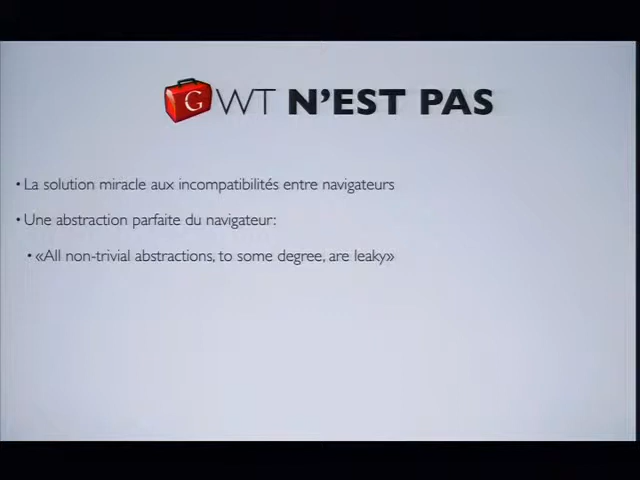 GWT N'EST PAS
• La solution miracle aux incompatibilités entre navigateurs
• Une abstraction parfaite du navigateur:
• «All non-trivial abstractions, to some degree, are leaky»